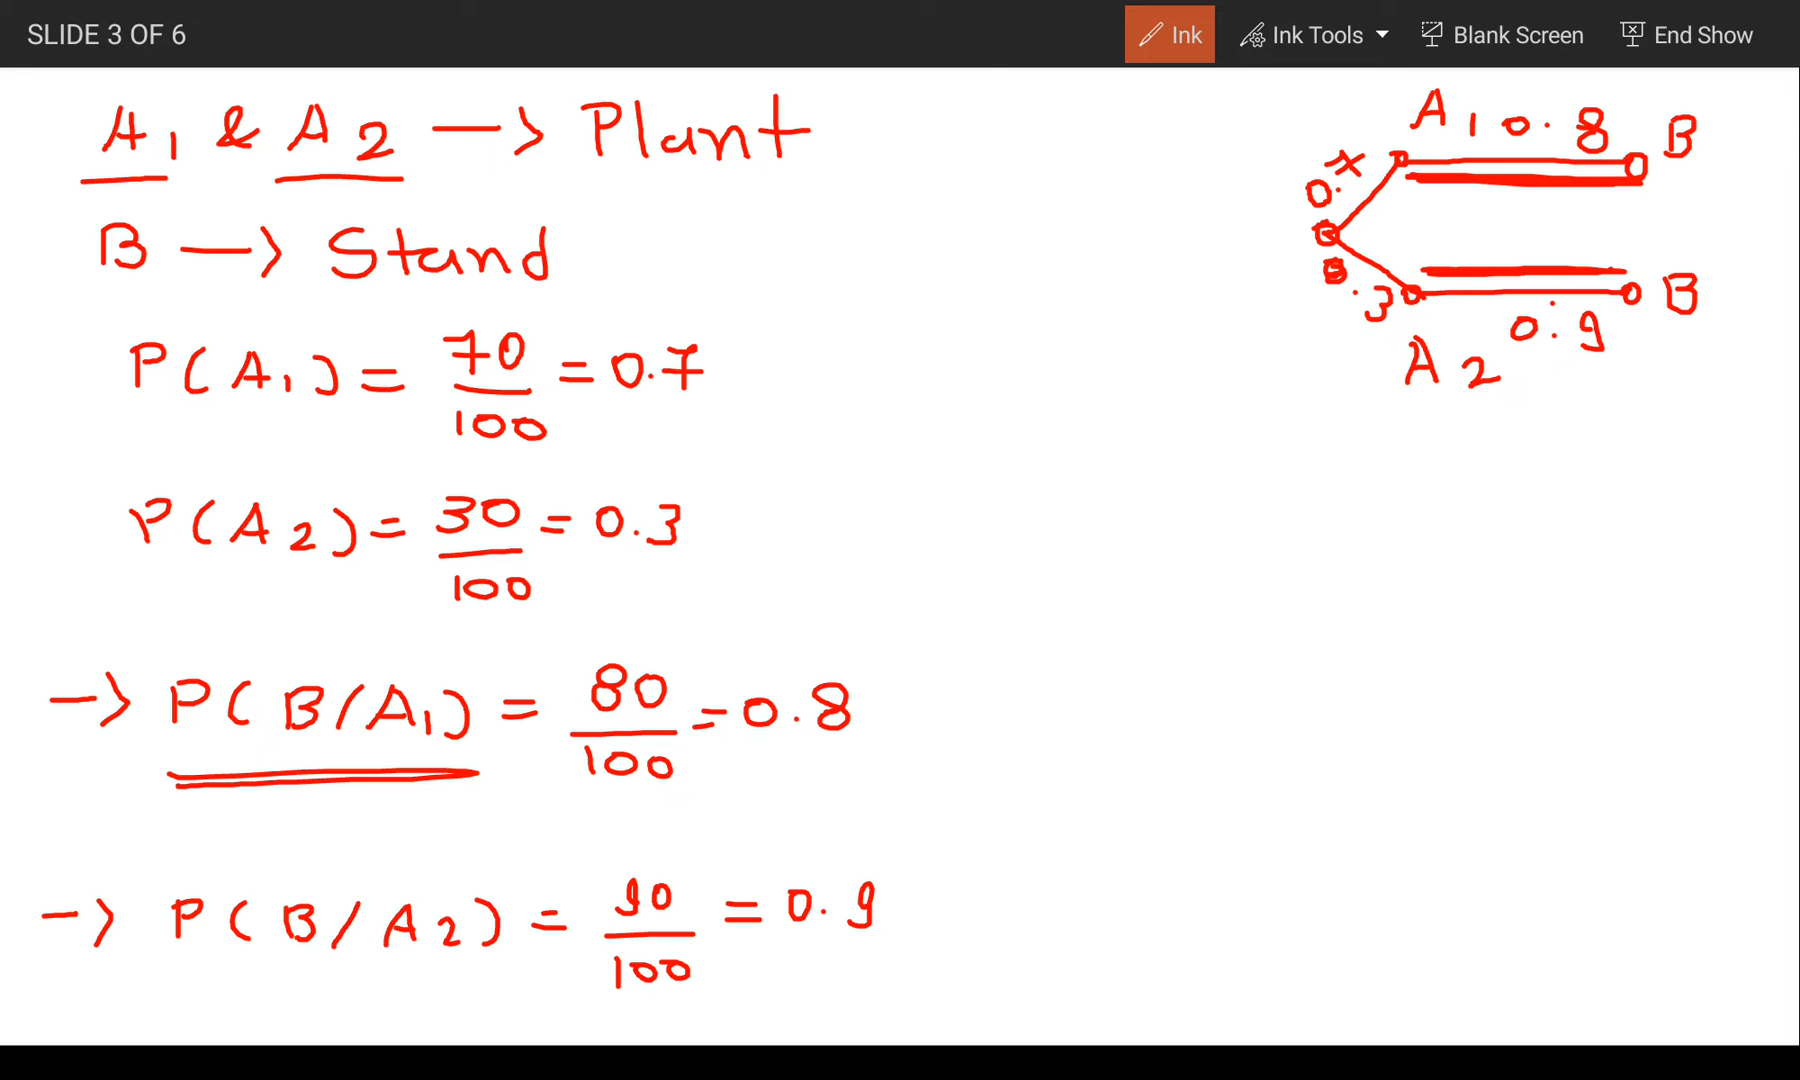 SLIDE 3 OF 6
Ink
Ink Tools
Blank Screen
End Show
A1 & A2 → Plant
B → Stand
P(A1) = 70/100 = 0.7
P(A2) = 30/100 = 0.3
→ P(B/A1) = 80/100 = 0.8
→ P(B/A2) = 90/100 = 0.9
A1 0.8 B
0.7
0.3
0.9 B
A2